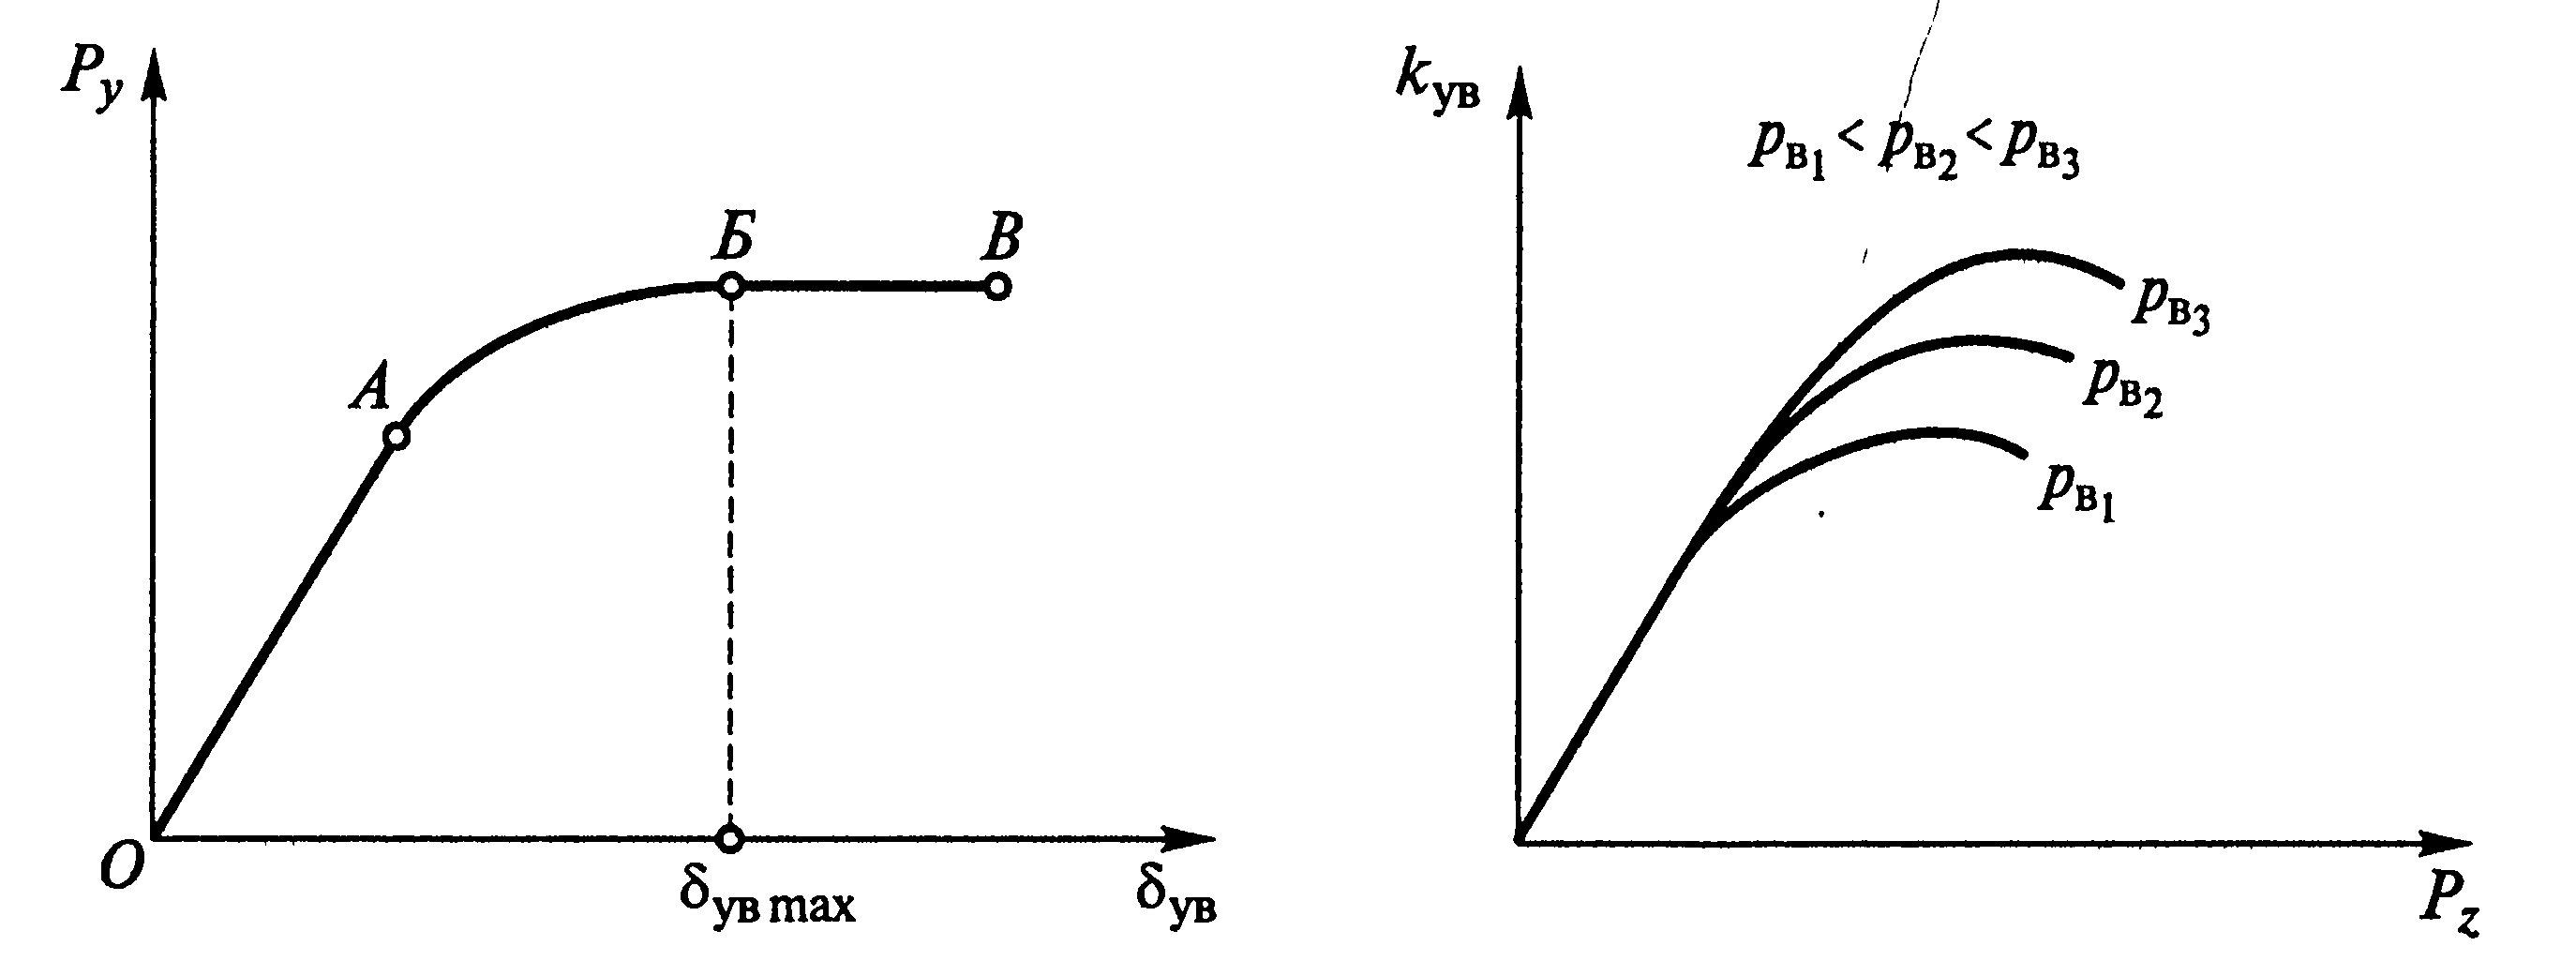 P_y
А
Б
В
O
δ_ув max
δ_ув
k_ув
p_в1 < p_в2 < p_в3
p_в3
p_в2
p_в1
P_z